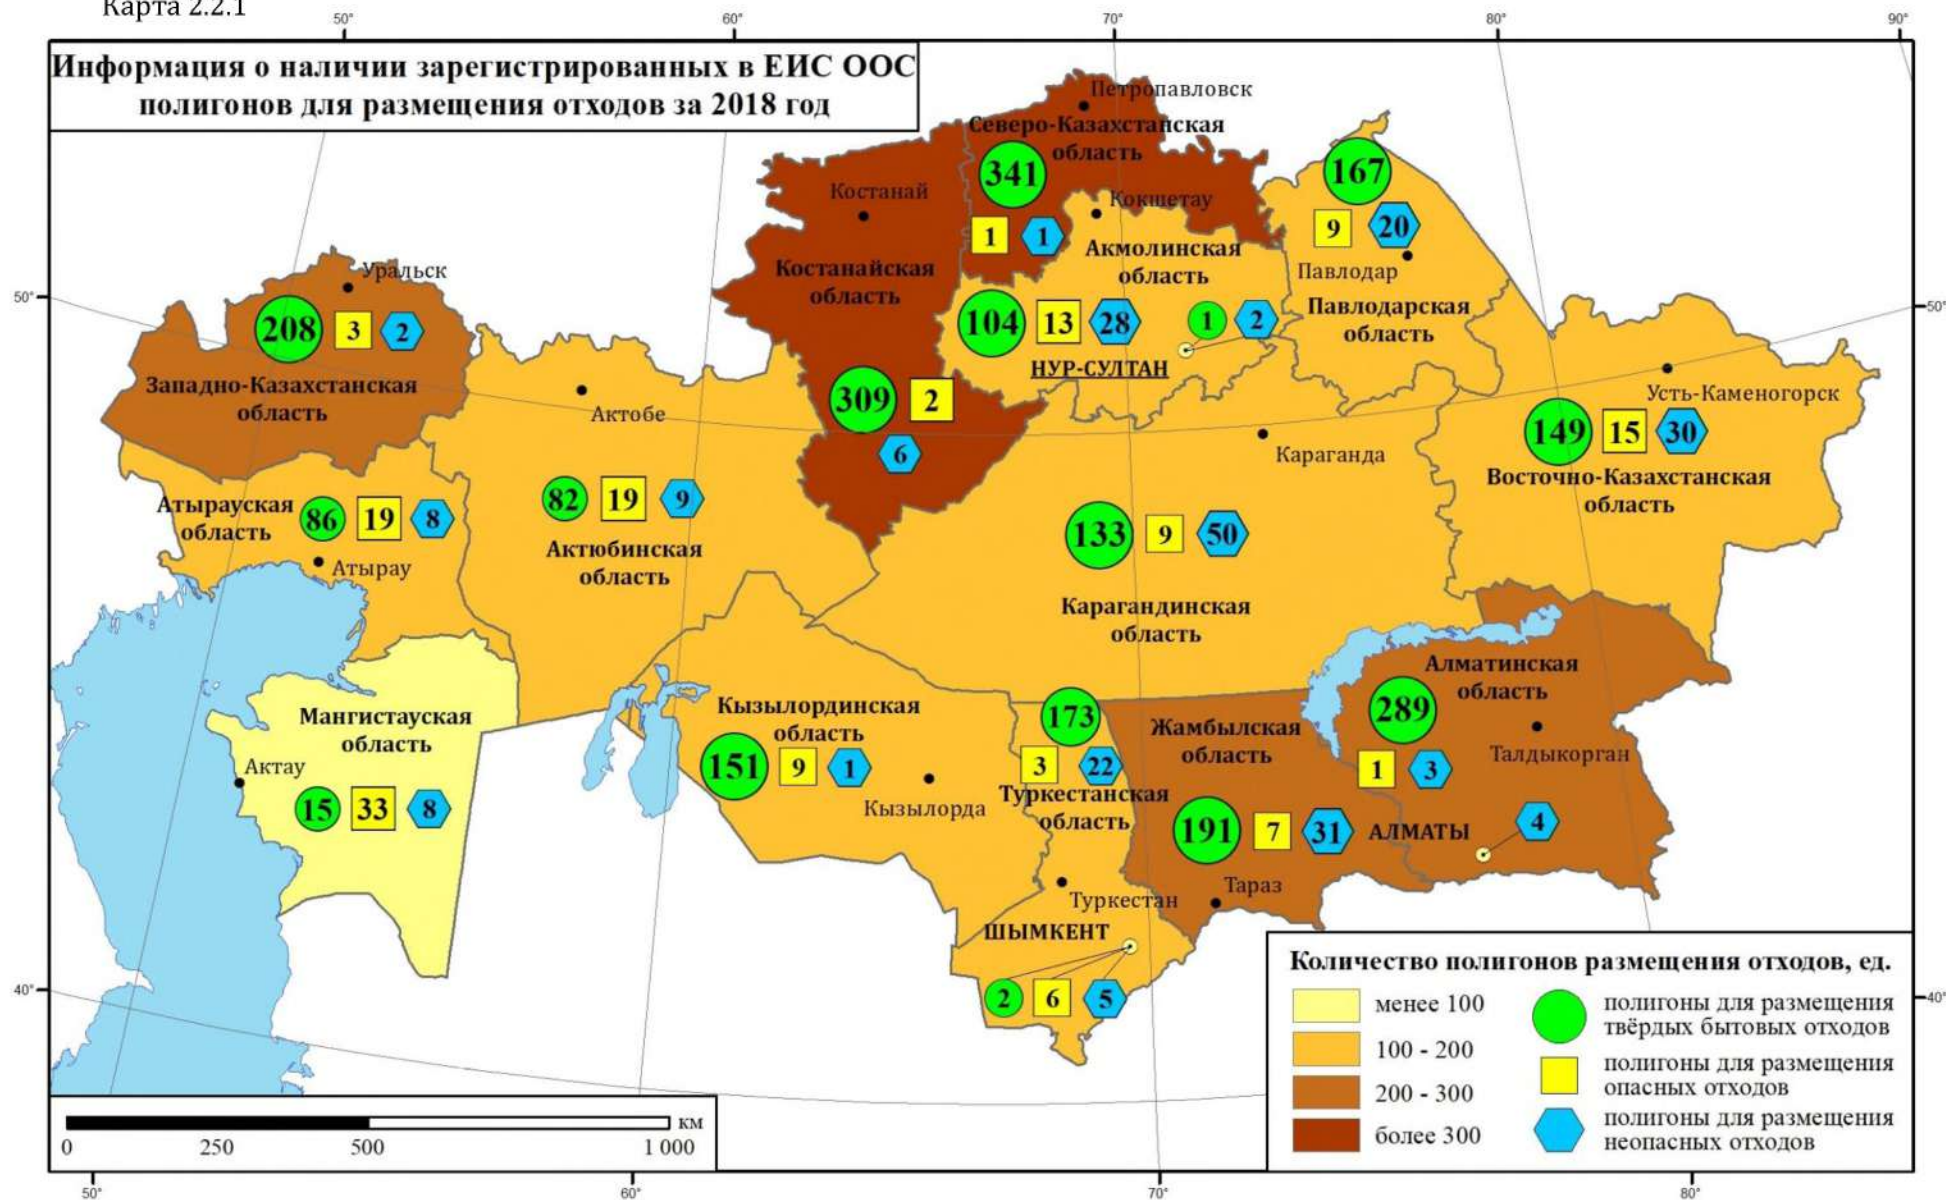 Карта 2.2.1
50°
60°
70°
80°
90°
Информация о наличии зарегистрированных в ЕИС ООС
полигонов для размещения отходов за 2018 год
Петропавловск
Северо-Казахстанская
область
341
1
1
Костанай
Костанайская
область
309
2
6
Кокшетау
Акмолинская
область
104
13
28
1
2
НУР-СУЛТАН
167
9
20
Павлодар
Павлодарская
область
50°
50°
Уральск
208
3
2
Западно-Казахстанская
область
Актобе
82
19
9
Актюбинская
область
Атырауская
область
86
19
8
Атырау
Караганда
133
9
50
Карагандинская
область
Усть-Каменогорск
149
15
30
Восточно-Казахстанская
область
Мангистауская
область
Актау
15
33
8
Кызылординская
область
151
9
1
Кызылорда
173
3
22
Туркестанская
область
Туркестан
ШЫМКЕНТ
2
6
5
Жамбылская
область
191
7
31
Тараз
Алматинская
область
289
Талдыкорган
1
3
АЛМАТЫ
4
40°
40°
Количество полигонов размещения отходов, ед.
менее 100
100 - 200
200 - 300
более 300
полигоны для размещения
твёрдых бытовых отходов
полигоны для размещения
опасных отходов
полигоны для размещения
неопасных отходов
км
0
250
500
1 000
50°
60°
70°
80°